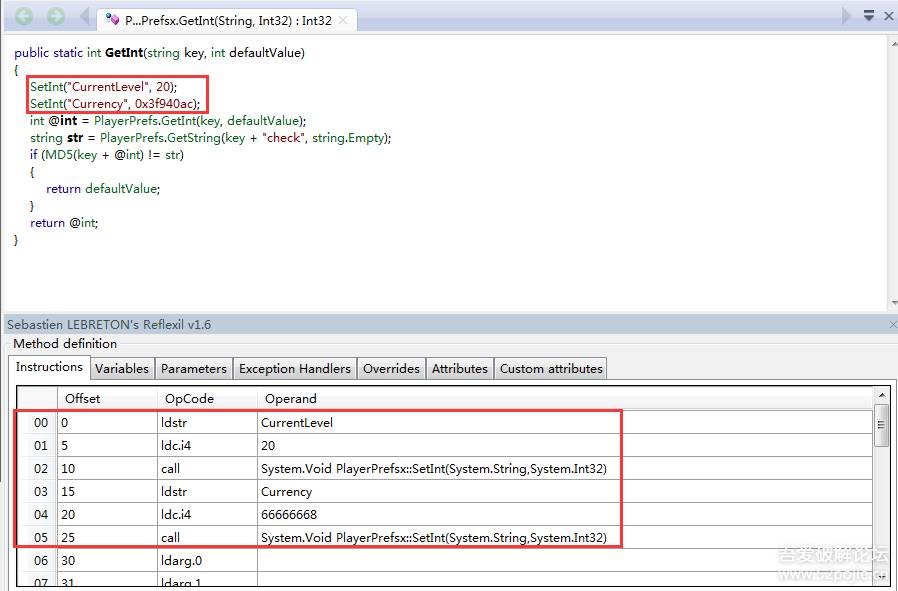 P...Prefsx.GetInt(String, Int32) : Int32
public static int GetInt(string key, int defaultValue)
{
SetInt("CurrentLevel", 20);
SetInt("Currency", 0x3f940ac);
int @int = PlayerPrefs.GetInt(key, defaultValue);
string str = PlayerPrefs.GetString(key + "check", string.Empty);
if (MD5(key + @int) != str)
{
return defaultValue;
}
return @int;
}
Sebastien LEBRETON's Reflexil v1.6
Method definition
Instructions Variables Parameters Exception Handlers Overrides Attributes Custom attributes
Offset OpCode Operand
00 0 ldstr CurrentLevel
01 5 ldc.i4 20
02 10 call System.Void PlayerPrefsx::SetInt(System.String,System.Int32)
03 15 ldstr Currency
04 20 ldc.i4 66666668
05 25 call System.Void PlayerPrefsx::SetInt(System.String,System.Int32)
06 30 ldarg.0
07 31 ldarg.1
吾爱破解论坛
www.52pojie.cn